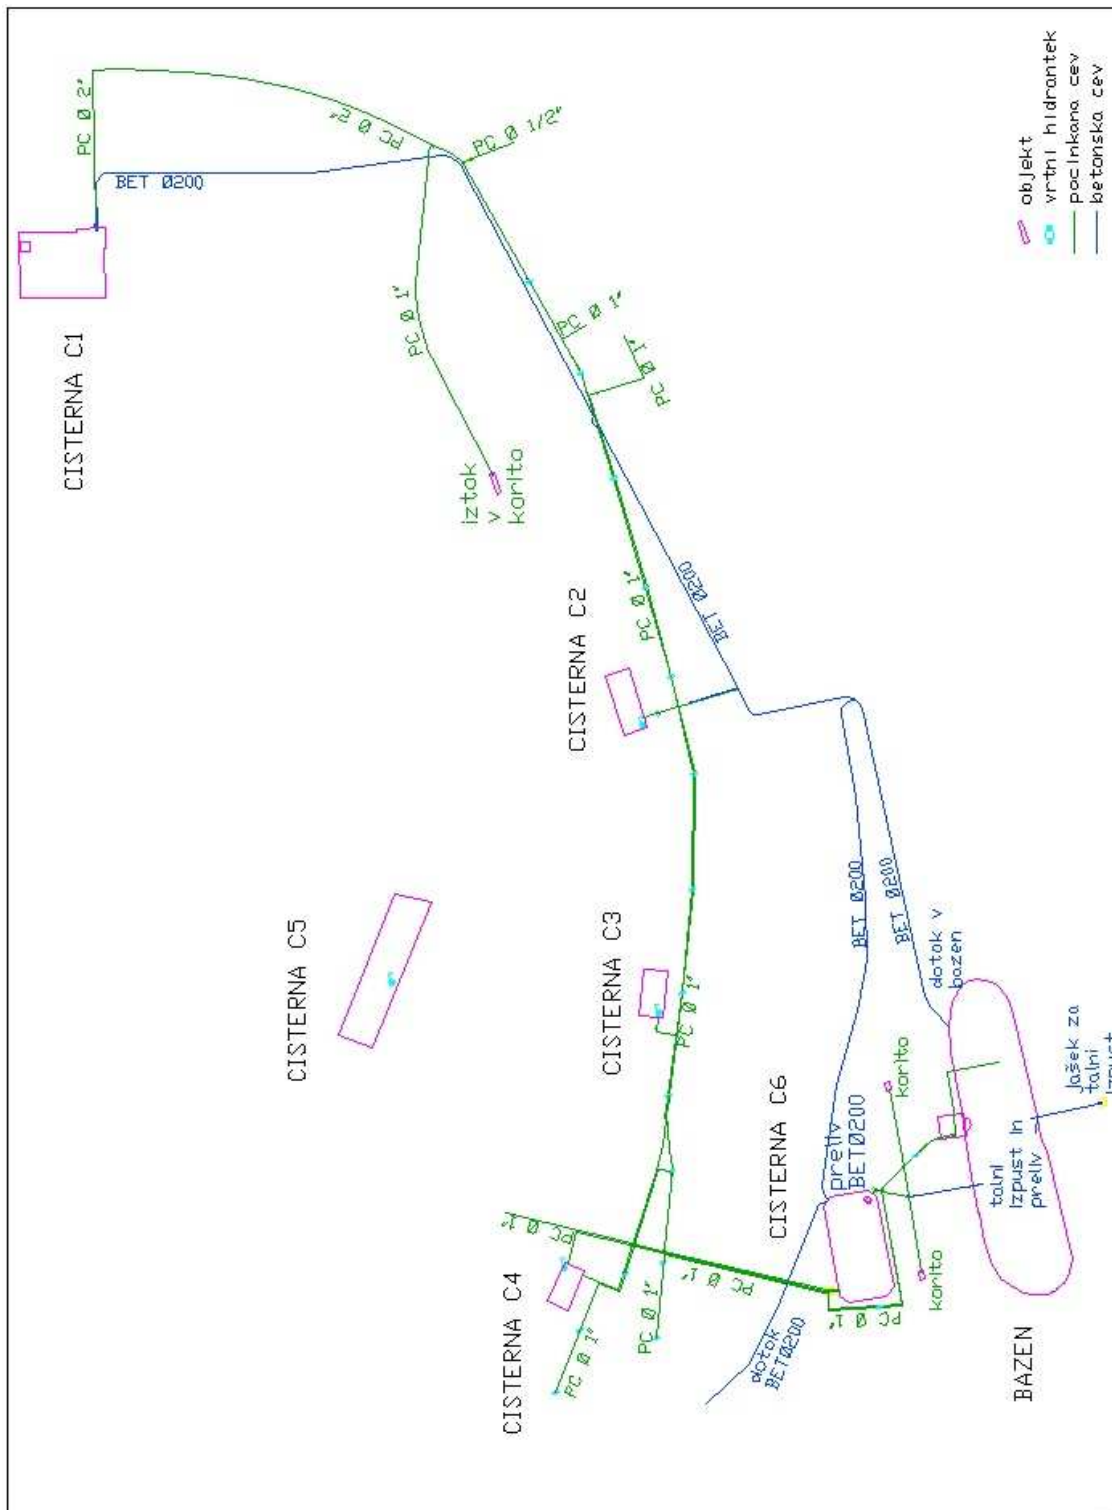 PC Ø 2"
PC Ø 2"
BET Ø200
PC Ø 1/2"
CISTERNA C1
PC Ø 1"
iztok
v
korito
PC Ø 1"
PC Ø 1"
objekt
vrtni hidrantek
pocinkana cev
betonska cev
CISTERNA C2
PC Ø 1"
BET Ø200
BET Ø200
CISTERNA C5
CISTERNA C3
PC Ø 1"
BET Ø200
BET Ø200
dotok v
bazen
CISTERNA C6
preliv
BETØ200
korito
korito
talni
izpust in
preliv
jašek za
talni
izpust
CISTERNA C4
PC Ø 1"
PC Ø 1"
PC Ø 1"
PC Ø 1"
PC Ø 1"
dotok
BETØ200
BAZEN